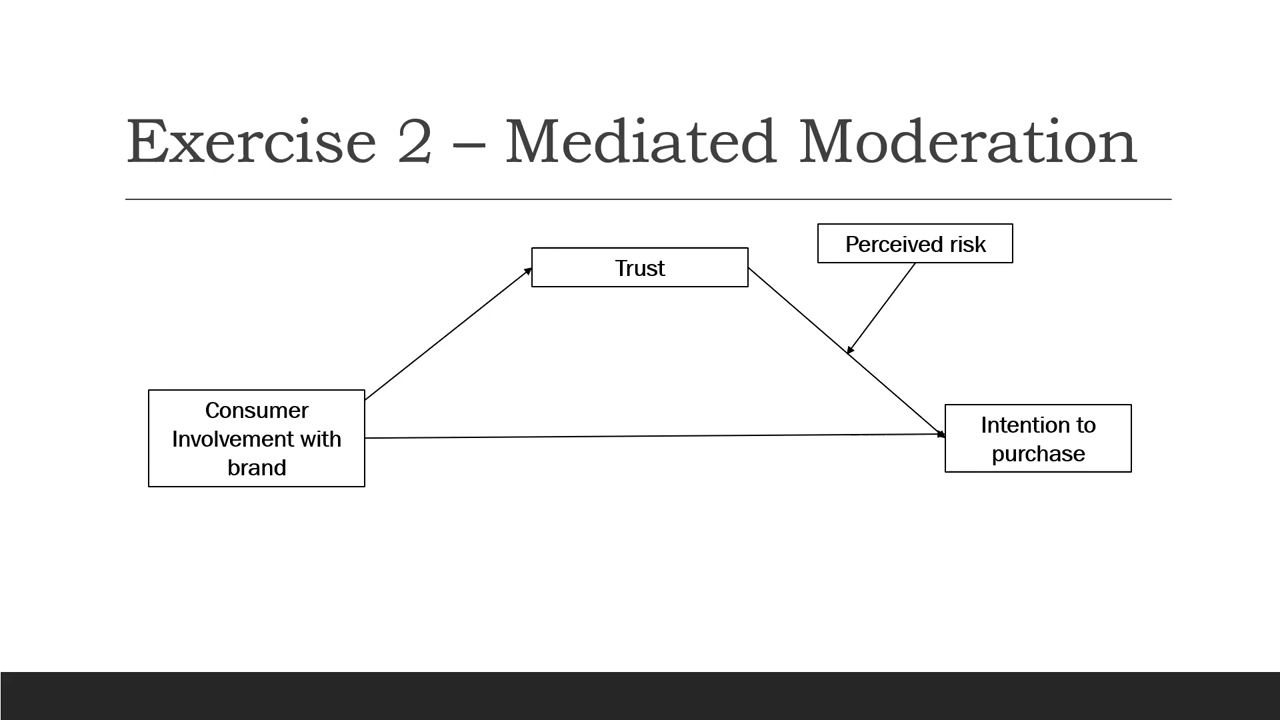 Exercise 2 – Mediated Moderation
Perceived risk
Trust
Consumer
Involvement with
brand
Intention to
purchase